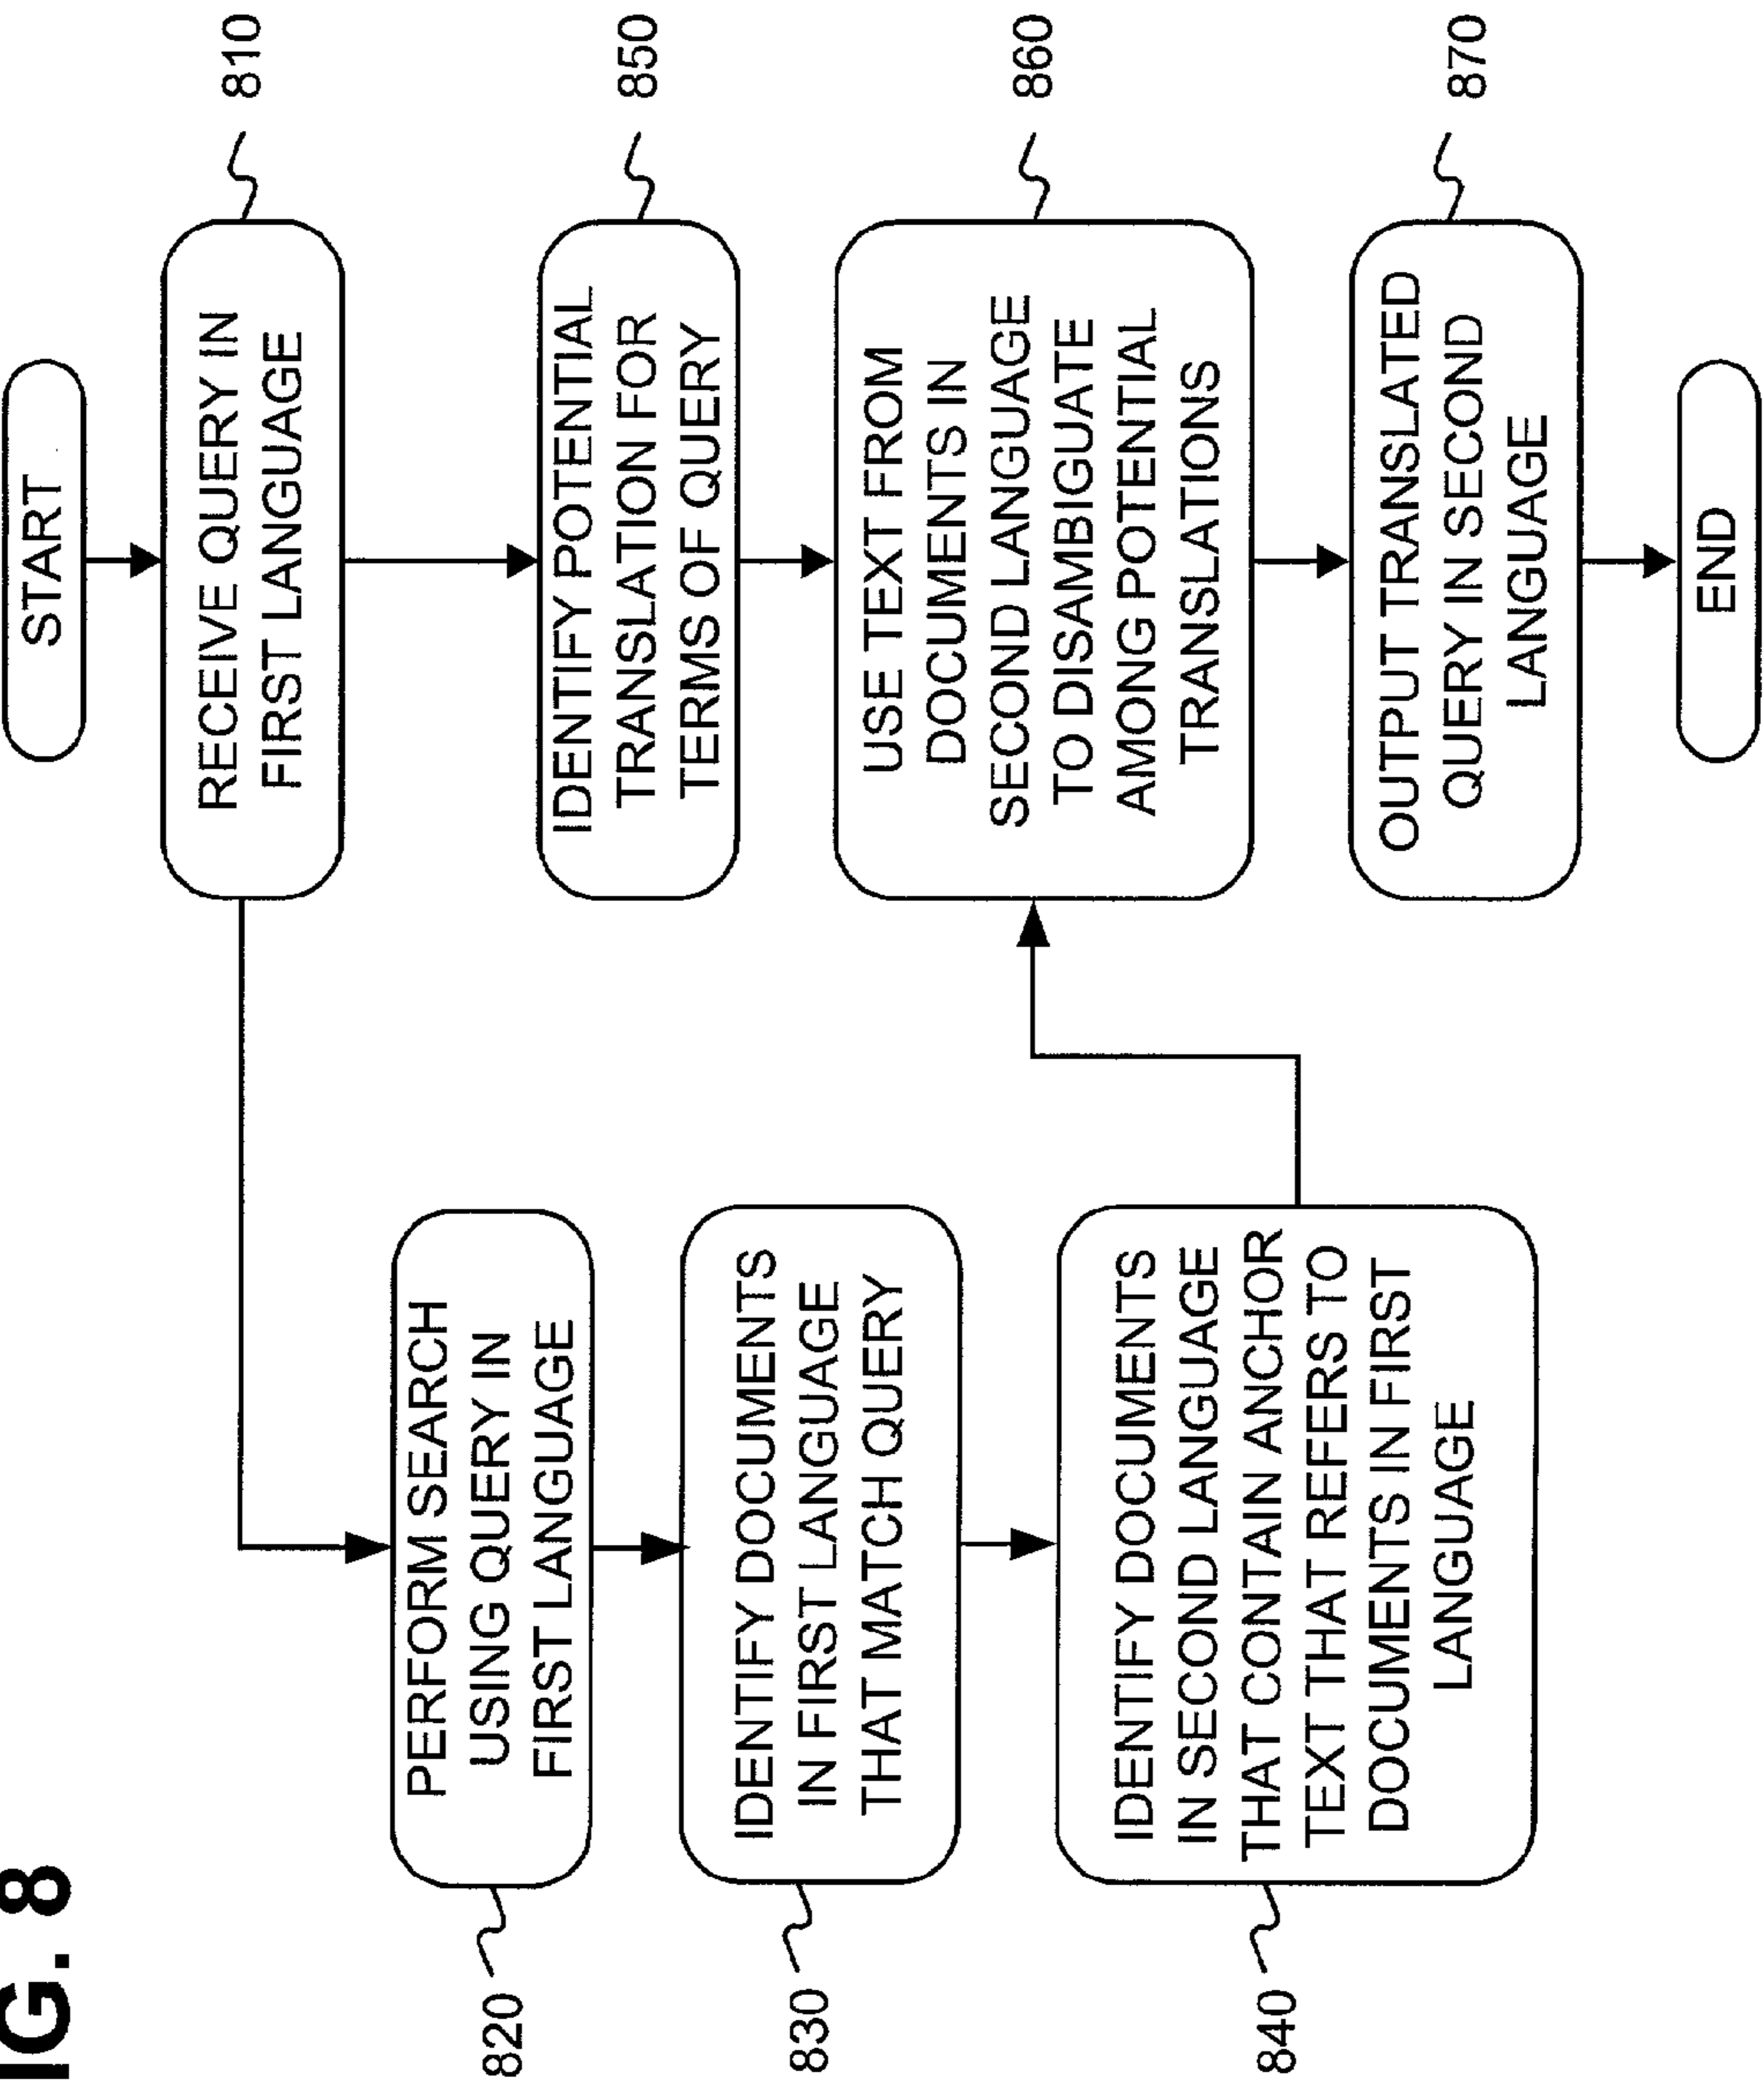 IG. 8
START
RECEIVE QUERY IN
FIRST LANGUAGE
810
PERFORM SEARCH
USING QUERY IN
FIRST LANGUAGE
820
IDENTIFY DOCUMENTS
IN FIRST LANGUAGE
THAT MATCH QUERY
830
IDENTIFY DOCUMENTS
IN SECOND LANGUAGE
THAT CONTAIN ANCHOR
TEXT THAT REFERS TO
DOCUMENTS IN FIRST
LANGUAGE
840
IDENTIFY POTENTIAL
TRANSLATION FOR
TERMS OF QUERY
850
USE TEXT FROM
DOCUMENTS IN
SECOND LANGUAGE
TO DISAMBIGUATE
AMONG POTENTIAL
TRANSLATIONS
860
OUTPUT TRANSLATED
QUERY IN SECOND
LANGUAGE
870
END